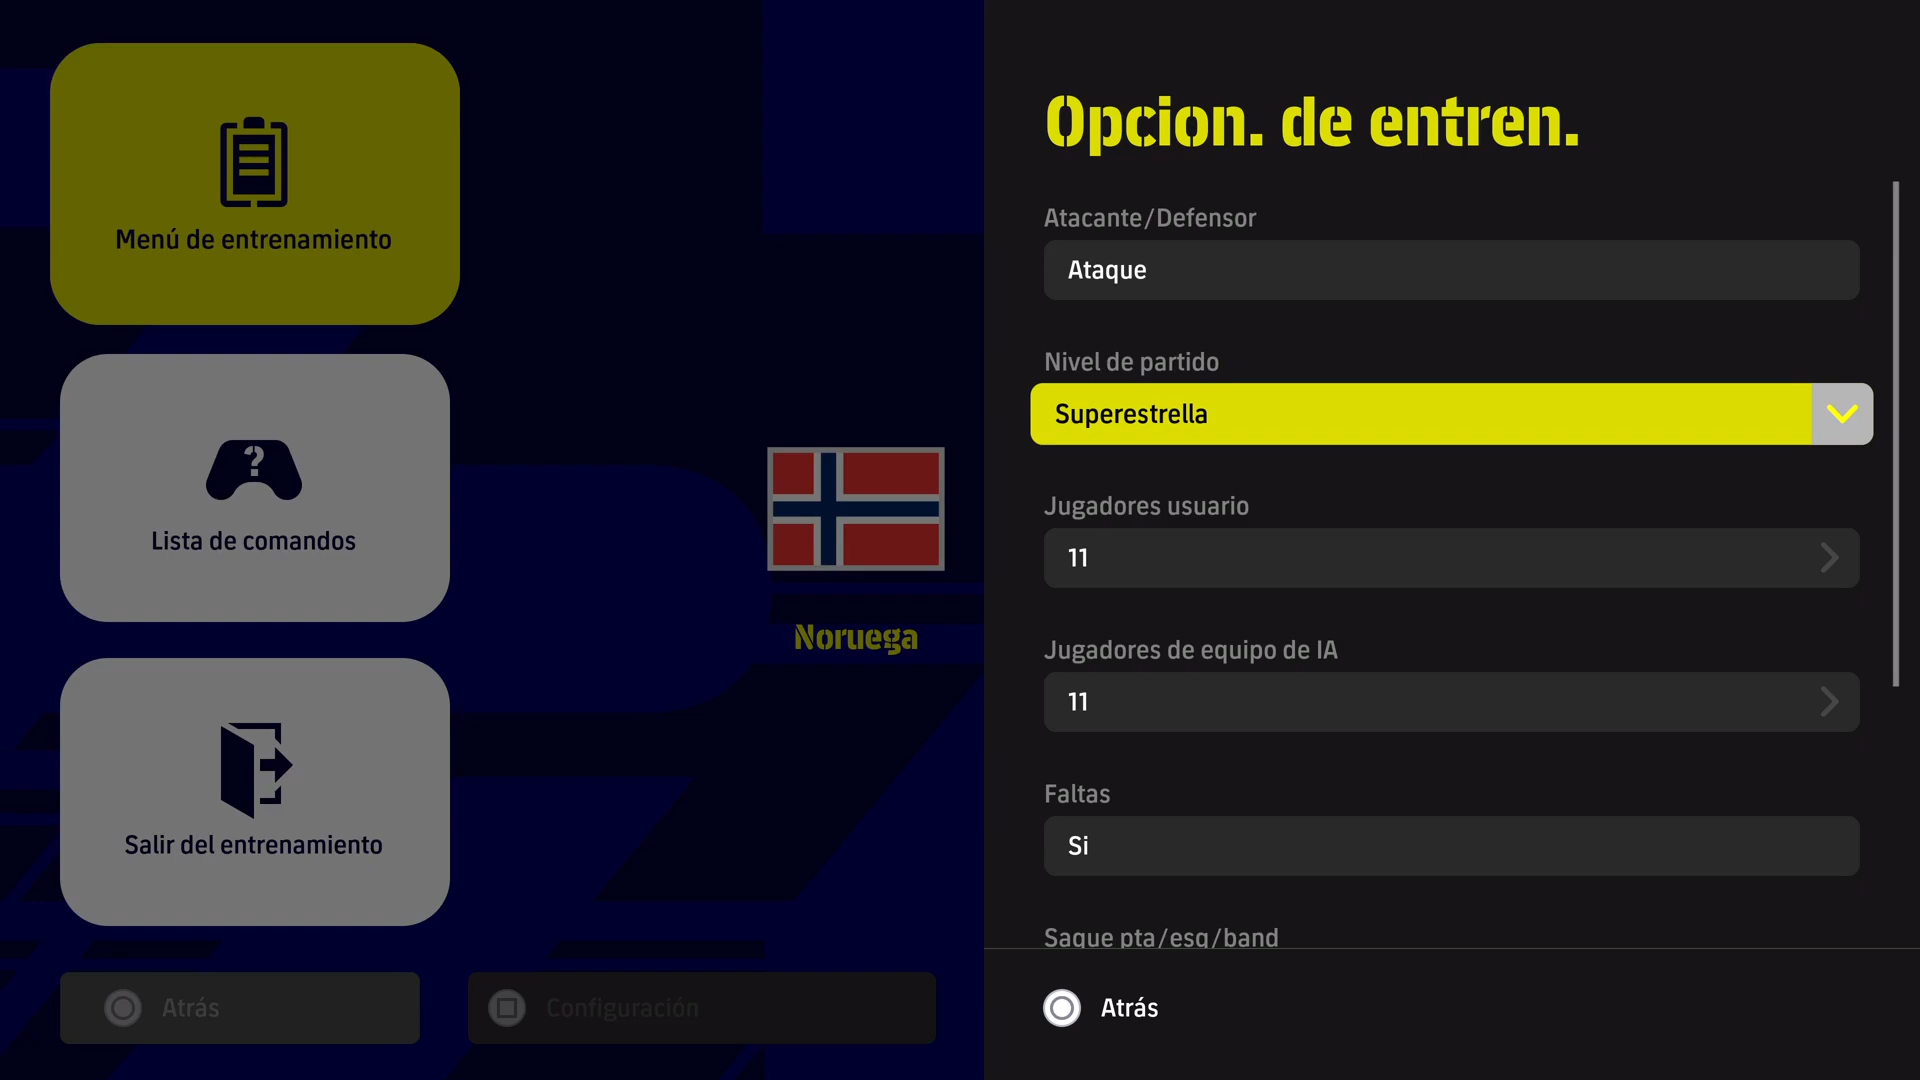 Menú de entrenamiento
Lista de comandos
Salir del entrenamiento
Atrás
Configuración
Noruega
Opcion. de entren.
Atacante/Defensor
Ataque
Nivel de partido
Superestrella
Jugadores usuario
11
Jugadores de equipo de IA
11
Faltas
Si
Saque pta/esq/band
Atrás